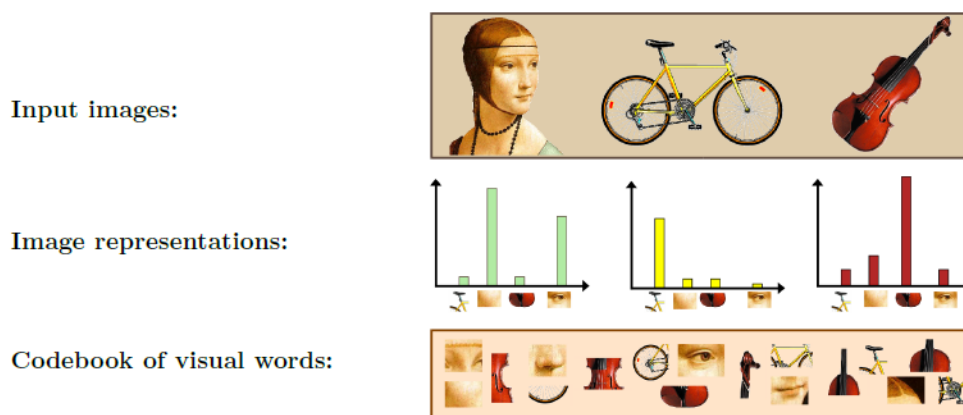 Input images:
Image representations:
Codebook of visual words: